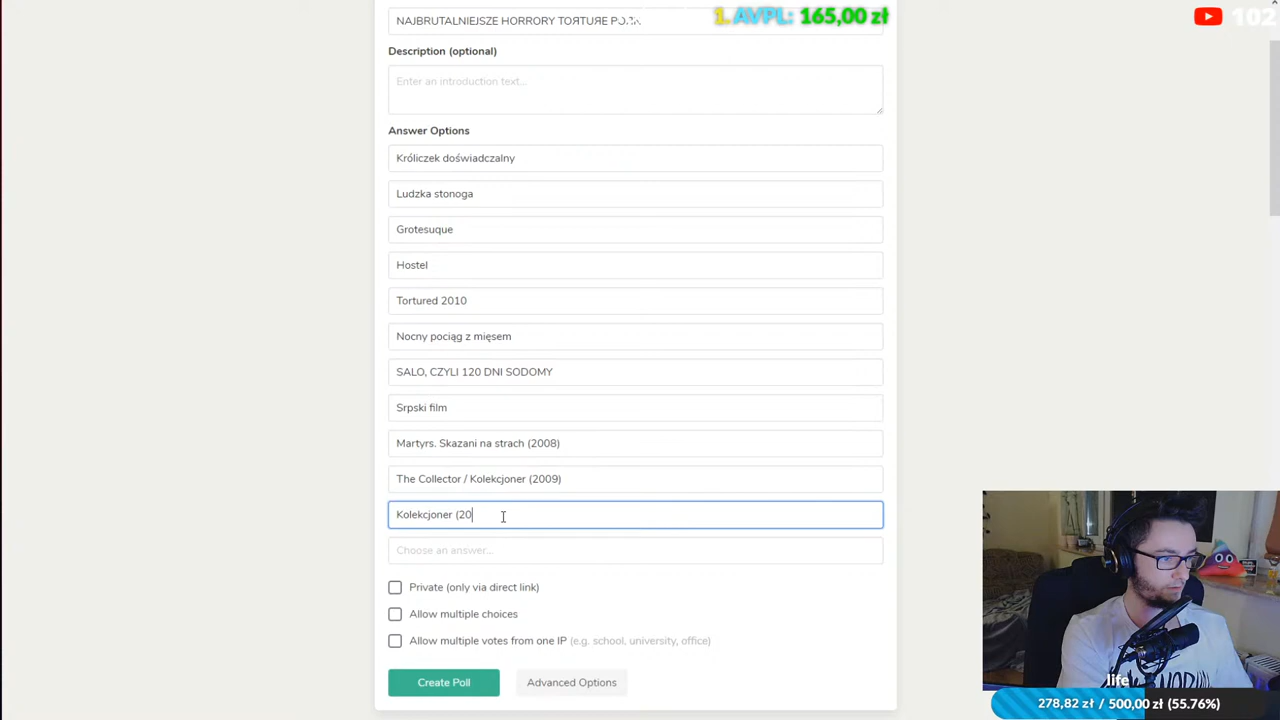 NAJBRUTALNIEJSZE HORRORY TORTURE
1. AVPL: 165,00 zł
102
Description (optional)
Enter an introduction text...
Answer Options
Króliczek doświadczalny
Ludzka stonoga
Grotesuque
Hostel
Tortured 2010
Nocny pociąg z mięsem
SALO, CZYLI 120 DNI SODOMY
Srpski film
Martyrs. Skazani na strach (2008)
The Collector / Kolekcjoner (2009)
Kolekcjoner (20
Choose an answer...
Private (only via direct link)
Allow multiple choices
Allow multiple votes from one IP (e.g. school, university, office)
Create Poll
Advanced Options
life
278,82 zł / 500,00 zł (55.76%)